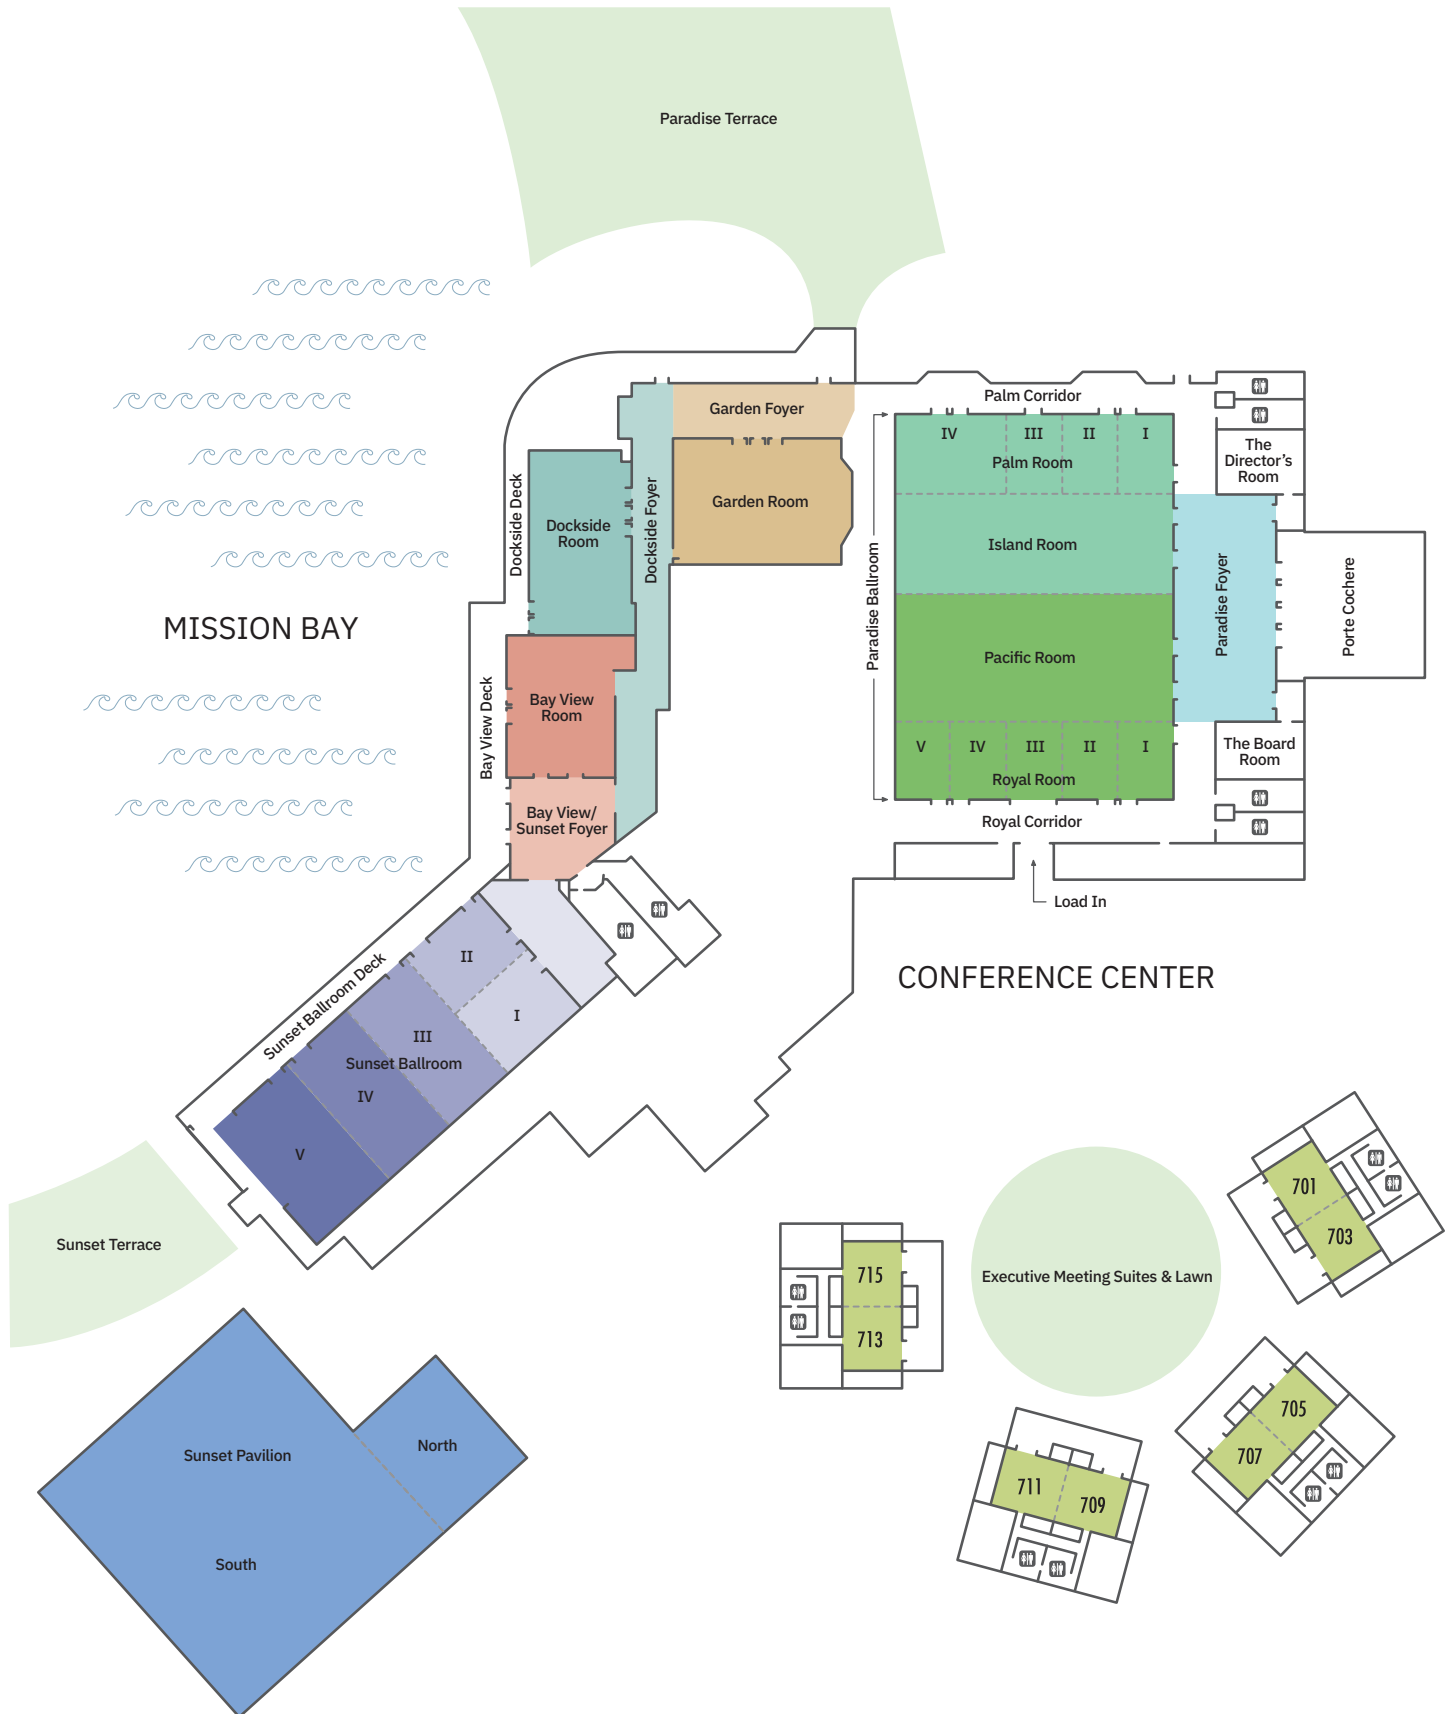 Paradise Terrace
Palm Corridor
Garden Foyer
IV
III
II
I
Palm Room
The
Director's
Room
Dockside Deck
Dockside
Room
Dockside Foyer
Garden Room
Paradise Ballroom
Island Room
Paradise Foyer
Porte Cochere
MISSION BAY
Pacific Room
Bay View Deck
Bay View
Room
V
IV
III
II
I
Royal Room
The Board
Room
Bay View/
Sunset Foyer
Royal Corridor
Load In
CONFERENCE CENTER
Sunset Ballroom Deck
II
I
III
Sunset Ballroom
IV
V
Sunset Terrace
Executive Meeting Suites & Lawn
701
703
715
713
705
707
711
709
Sunset Pavilion
North
South